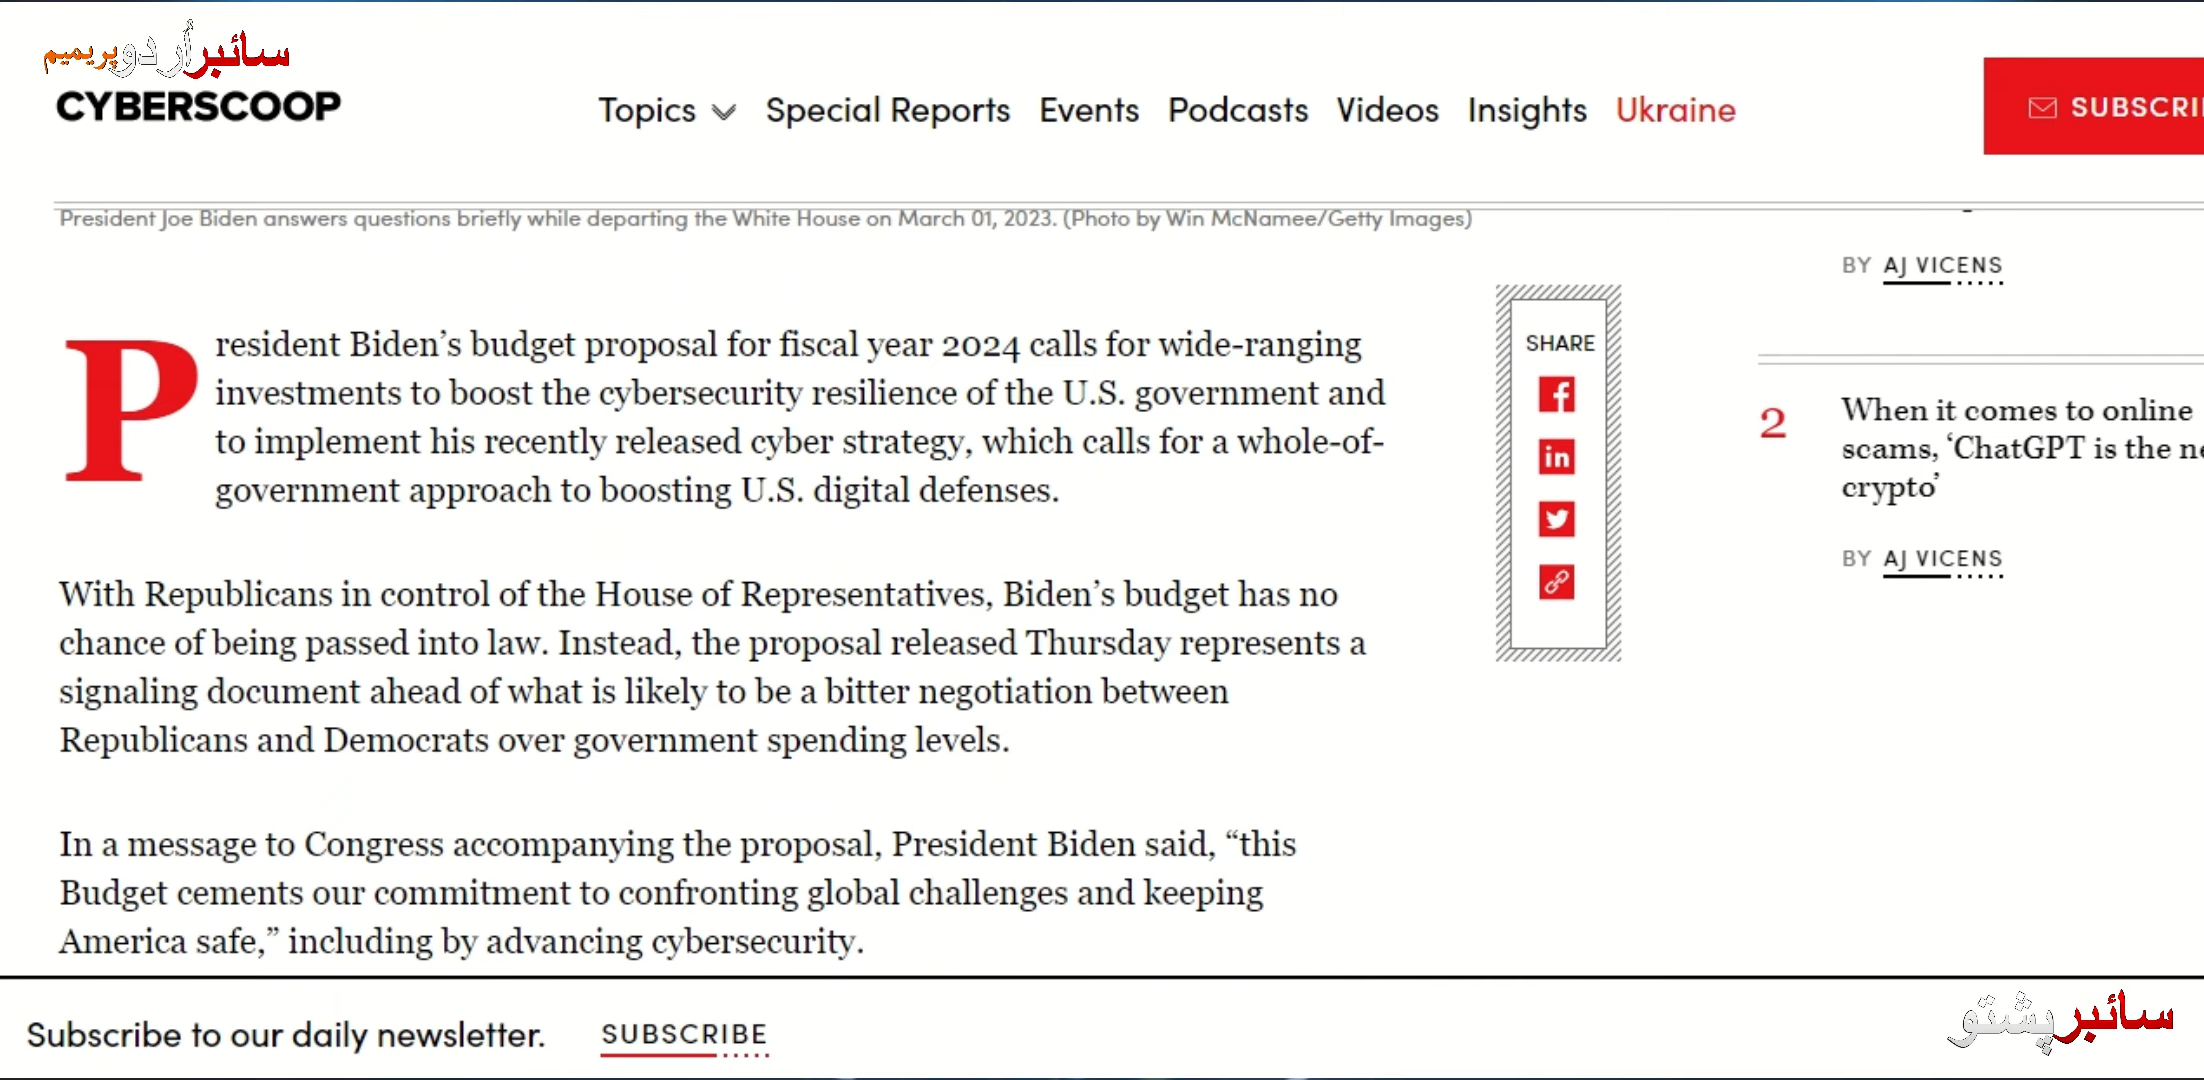 سائبر اُردو پریمیم
CYBERSCOOP
Topics Special Reports Events Podcasts Videos Insights Ukraine
SUBSCRI
President Joe Biden answers questions briefly while departing the White House on March 01, 2023. (Photo by Win McNamee/Getty Images)
President Biden’s budget proposal for fiscal year 2024 calls for wide-ranging
investments to boost the cybersecurity resilience of the U.S. government and
to implement his recently released cyber strategy, which calls for a whole-of-
government approach to boosting U.S. digital defenses.
With Republicans in control of the House of Representatives, Biden’s budget has no
chance of being passed into law. Instead, the proposal released Thursday represents a
signaling document ahead of what is likely to be a bitter negotiation between
Republicans and Democrats over government spending levels.
In a message to Congress accompanying the proposal, President Biden said, “this
Budget cements our commitment to confronting global challenges and keeping
America safe,” including by advancing cybersecurity.
SHARE
BY AJ VICENS
2
When it comes to online
scams, ‘ChatGPT is the ne
crypto’
BY AJ VICENS
Subscribe to our daily newsletter. SUBSCRIBE
سائبر پشتو